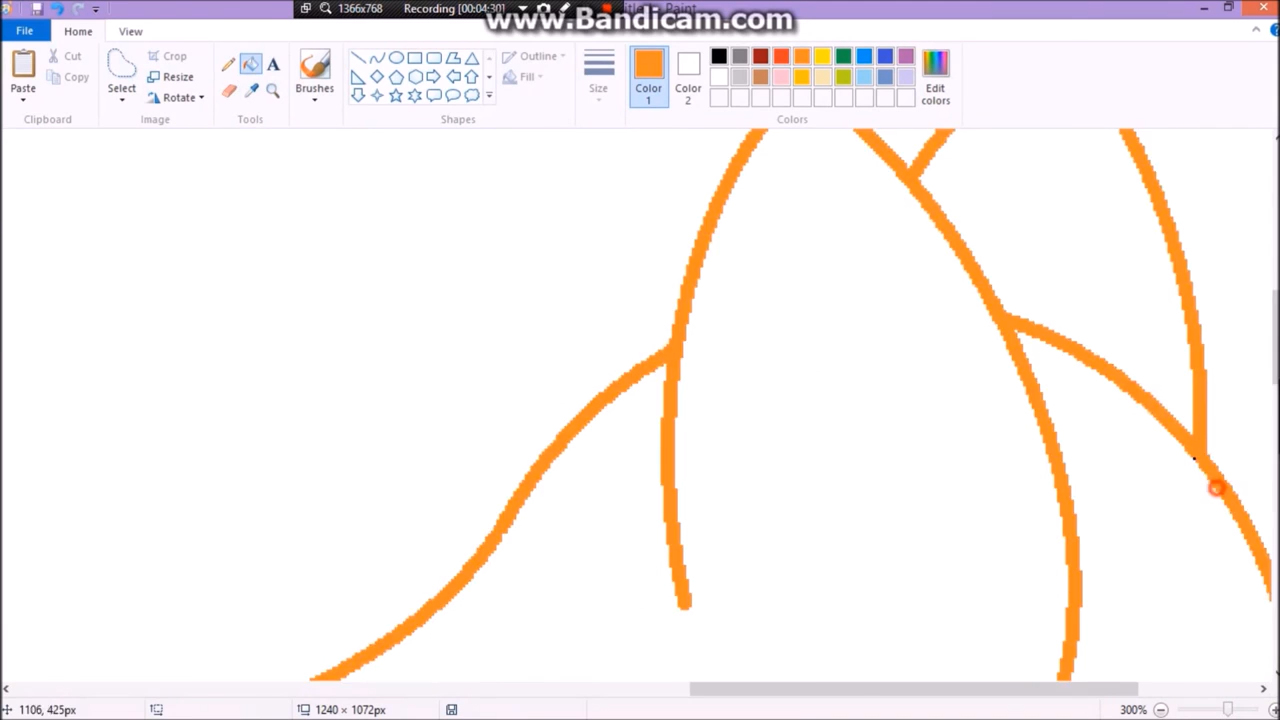 1366x768 Recording [00:04:30]
www.Bandicam.com
File Home View
Cut
Copy
Paste
Clipboard
Select
Crop
Resize
Rotate
Image
A
Tools
Brushes
Outline
Fill
Shapes
Size
Color 1
Color 2
Edit colors
Colors
1106, 425px
1240 × 1072px
300%